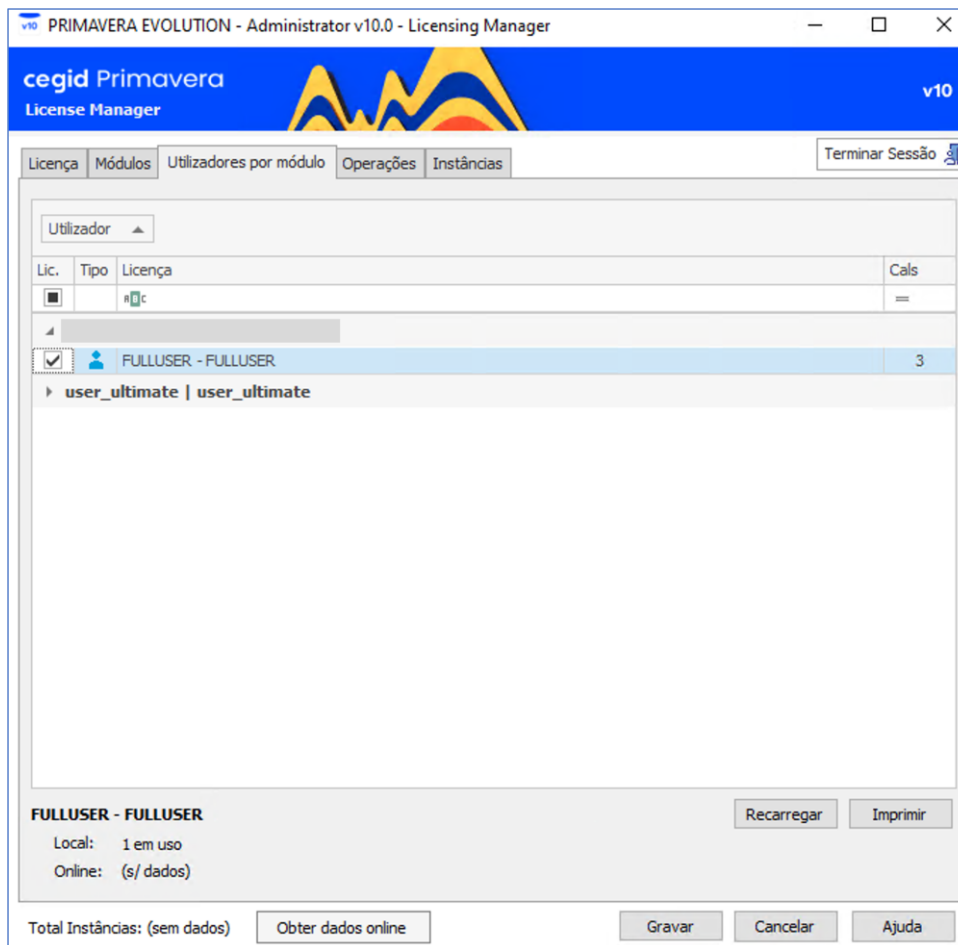 v10 PRIMAVERA EVOLUTION - Administrator v10.0 - Licensing Manager
cegid Primavera
License Manager
v10
Licença Módulos Utilizadores por módulo Operações Instâncias Terminar Sessão
Utilizador
Lic. Tipo Licença Cals
ABC =
FULLUSER - FULLUSER 3
user_ultimate | user_ultimate
FULLUSER - FULLUSER
Recarregar Imprimir
Local: 1 em uso
Online: (s/ dados)
Total Instâncias: (sem dados) Obter dados online Gravar Cancelar Ajuda